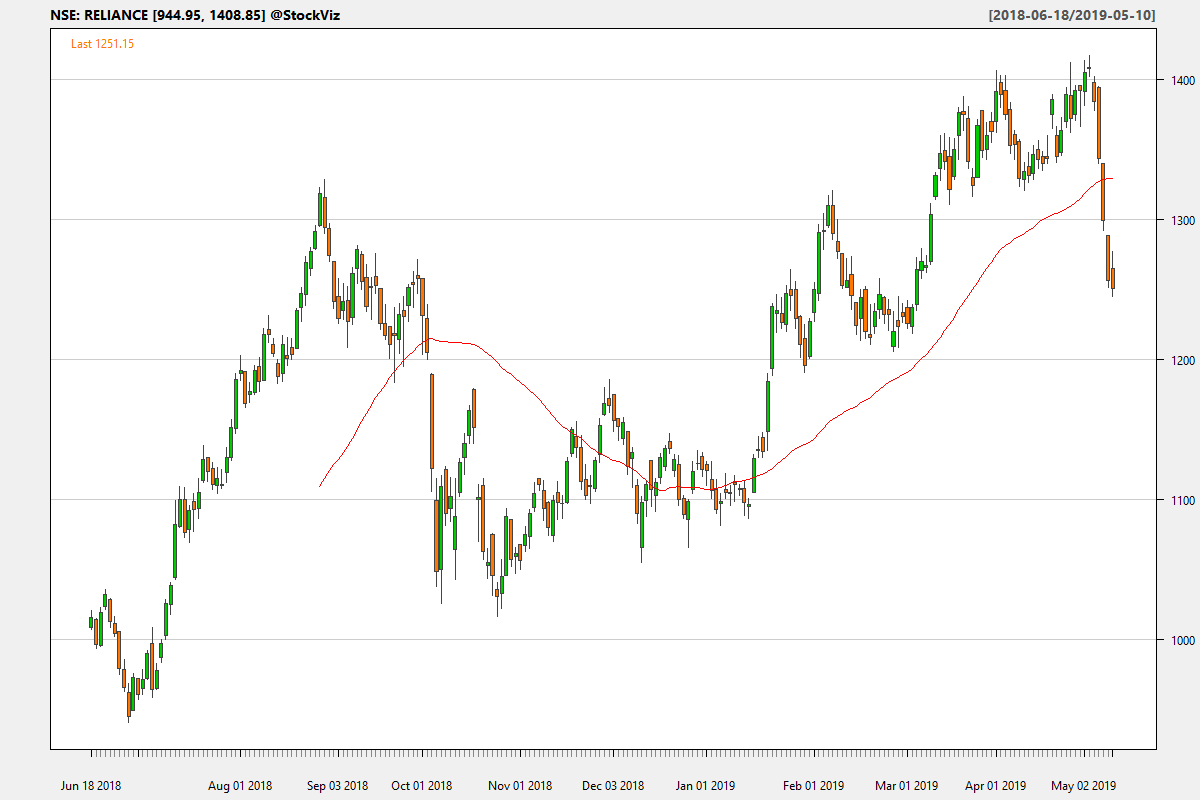 NSE: RELIANCE [944.95, 1408.85] @StockViz
[2018-06-18/2019-05-10]
Last 1251.15
1400
1300
1200
1100
1000
Jun 18 2018 Aug 01 2018 Sep 03 2018 Oct 01 2018 Nov 01 2018 Dec 03 2018 Jan 01 2019 Feb 01 2019 Mar 01 2019 Apr 01 2019 May 02 2019